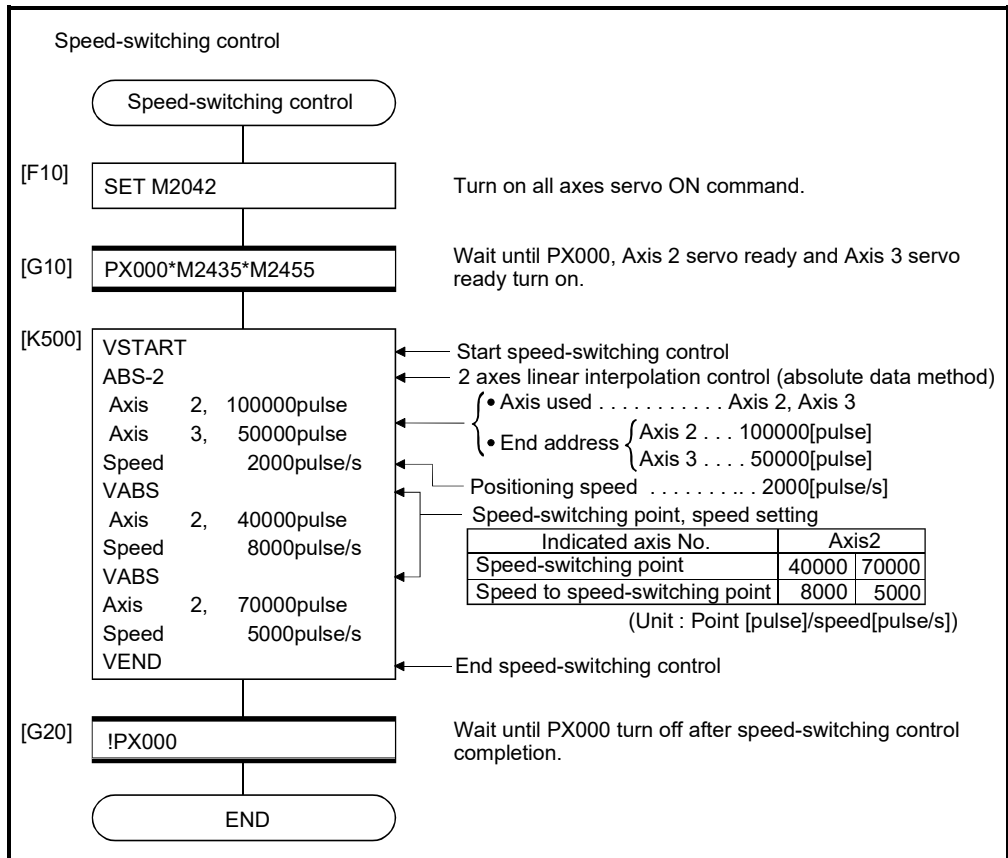 Speed-switching control
Speed-switching control
[F10]
SET M2042
Turn on all axes servo ON command.
[G10]
PX000*M2435*M2455
Wait until PX000, Axis 2 servo ready and Axis 3 servo
ready turn on.
[K500]
VSTART
ABS-2
Axis 2, 100000pulse
Axis 3, 50000pulse
Speed 2000pulse/s
VABS
Axis 2, 40000pulse
Speed 8000pulse/s
VABS
Axis 2, 70000pulse
Speed 5000pulse/s
VEND
Start speed-switching control
2 axes linear interpolation control (absolute data method)
• Axis used . . . . . . . . . . . Axis 2, Axis 3
• End address { Axis 2 . . . 100000[pulse]
Axis 3 . . . . 50000[pulse]
Positioning speed . . . . . . . . .. . 2000[pulse/s]
Speed-switching point, speed setting
Indicated axis No. Axis2
Speed-switching point 40000 70000
Speed to speed-switching point 8000 5000
(Unit : Point [pulse]/speed[pulse/s])
End speed-switching control
[G20]
!PX000
Wait until PX000 turn off after speed-switching control
completion.
END